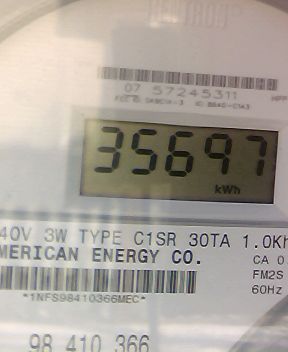 07 57245311
35697
kWh
40V 3W TYPE C1SR 30TA 1.0Kh
MERICAN ENERGY CO.
CA 0
FM2S
*1NFS98410366MEC*
60Hz
98 410 366